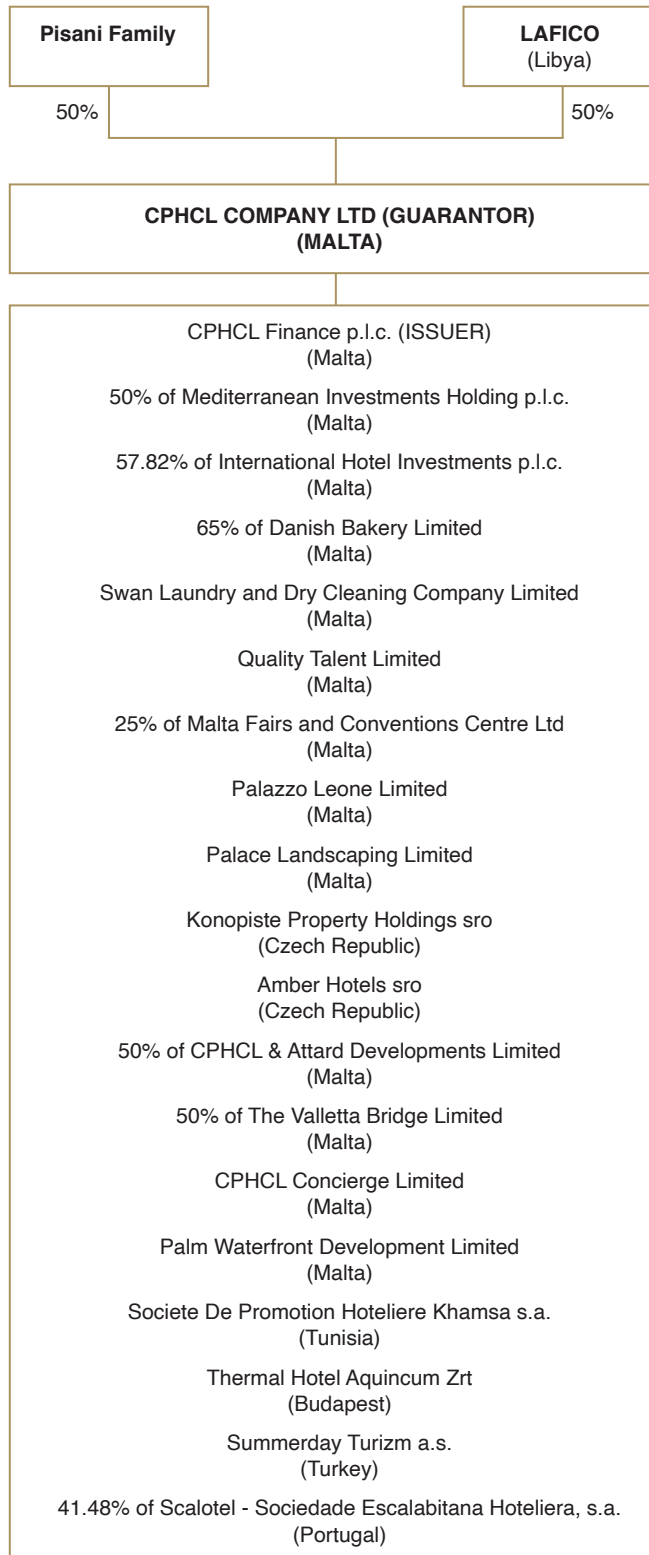 Pisani Family
LAFICO
(Libya)
50%
50%
CPHCL COMPANY LTD (GUARANTOR)
(MALTA)
CPHCL Finance p.l.c. (ISSUER)
(Malta)
50% of Mediterranean Investments Holding p.l.c.
(Malta)
57.82% of International Hotel Investments p.l.c.
(Malta)
65% of Danish Bakery Limited
(Malta)
Swan Laundry and Dry Cleaning Company Limited
(Malta)
Quality Talent Limited
(Malta)
25% of Malta Fairs and Conventions Centre Ltd
(Malta)
Palazzo Leone Limited
(Malta)
Palace Landscaping Limited
(Malta)
Konopiste Property Holdings sro
(Czech Republic)
Amber Hotels sro
(Czech Republic)
50% of CPHCL & Attard Developments Limited
(Malta)
50% of The Valletta Bridge Limited
(Malta)
CPHCL Concierge Limited
(Malta)
Palm Waterfront Development Limited
(Malta)
Societe De Promotion Hoteliere Khamsa s.a.
(Tunisia)
Thermal Hotel Aquincum Zrt
(Budapest)
Summerday Turizm a.s.
(Turkey)
41.48% of Scalotel - Sociedade Escalabitana Hoteliera, s.a.
(Portugal)